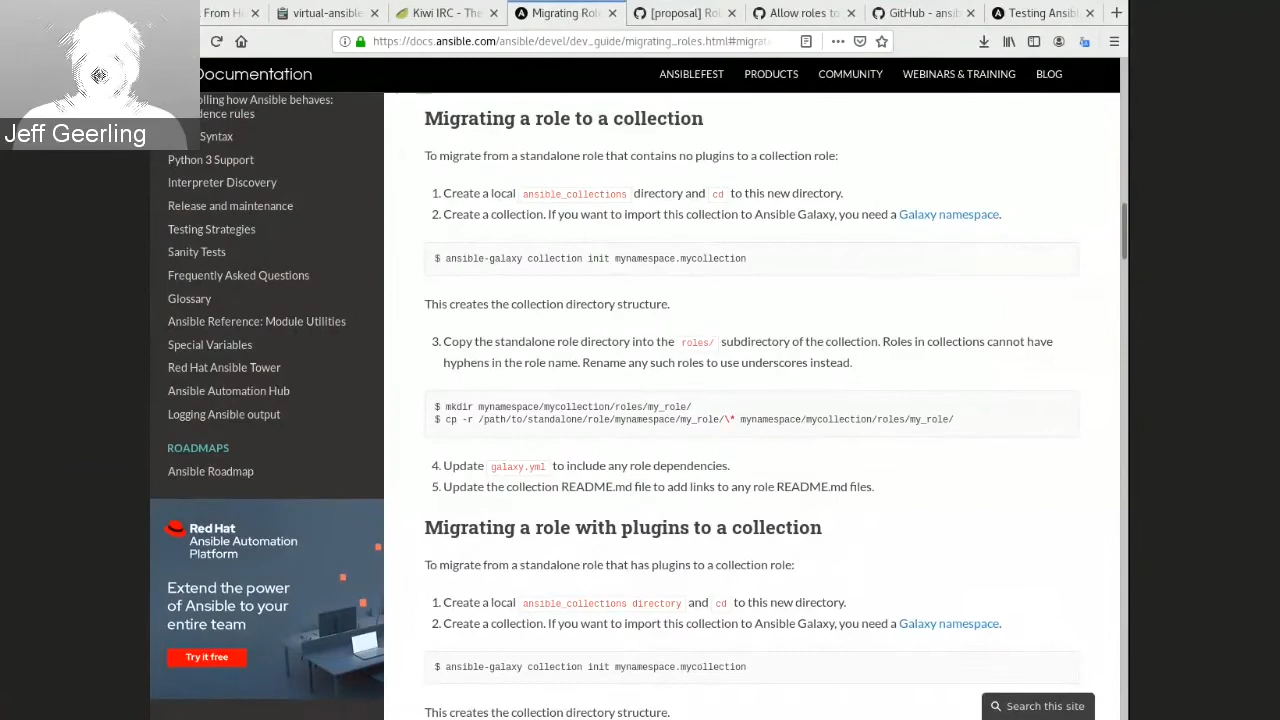 From Re
virtual-ansible
Kiwi IRC - The
Migrating Role
[proposal] Rol
Allow roles to
GitHub - ansib
Testing Ansible
https://docs.ansible.com/ansible/devel/dev_guide/migrating_roles.html#migrat
Documentation
ANSIBLEFEST
PRODUCTS
COMMUNITY
WEBINARS & TRAINING
BLOG
Jeff Geerling
olling how Ansible behaves:
dence rules
Syntax
Python 3 Support
Interpreter Discovery
Release and maintenance
Testing Strategies
Sanity Tests
Frequently Asked Questions
Glossary
Ansible Reference: Module Utilities
Special Variables
Red Hat Ansible Tower
Ansible Automation Hub
Logging Ansible output
ROADMAPS
Ansible Roadmap
Red Hat
Ansible Automation
Platform
Extend the power
of Ansible to your
entire team
Try it free
Migrating a role to a collection
To migrate from a standalone role that contains no plugins to a collection role:
1. Create a local ansible_collections directory and cd to this new directory.
2. Create a collection. If you want to import this collection to Ansible Galaxy, you need a Galaxy namespace.
$ ansible-galaxy collection init mynamespace.mycollection
This creates the collection directory structure.
3. Copy the standalone role directory into the roles/ subdirectory of the collection. Roles in collections cannot have
hyphens in the role name. Rename any such roles to use underscores instead.
$ mkdir mynamespace/mycollection/roles/my_role/
$ cp -r /path/to/standalone/role/mynamespace/my_role/\* mynamespace/mycollection/roles/my_role/
4. Update galaxy.yml to include any role dependencies.
5. Update the collection README.md file to add links to any role README.md files.
Migrating a role with plugins to a collection
To migrate from a standalone role that has plugins to a collection role:
1. Create a local ansible_collections directory and cd to this new directory.
2. Create a collection. If you want to import this collection to Ansible Galaxy, you need a Galaxy namespace.
$ ansible-galaxy collection init mynamespace.mycollection
This creates the collection directory structure.
Search this site